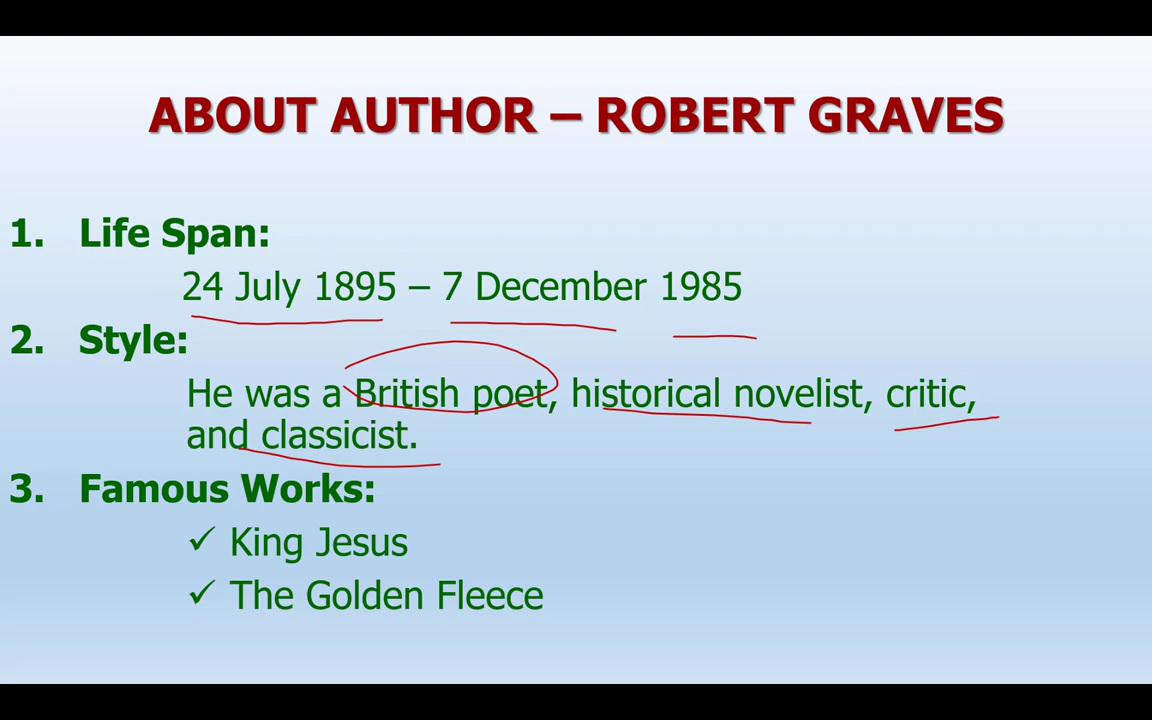 ABOUT AUTHOR – ROBERT GRAVES
1. Life Span:
24 July 1895 – 7 December 1985
2. Style:
He was a British poet, historical novelist, critic,
and classicist.
3. Famous Works:
✓ King Jesus
✓ The Golden Fleece